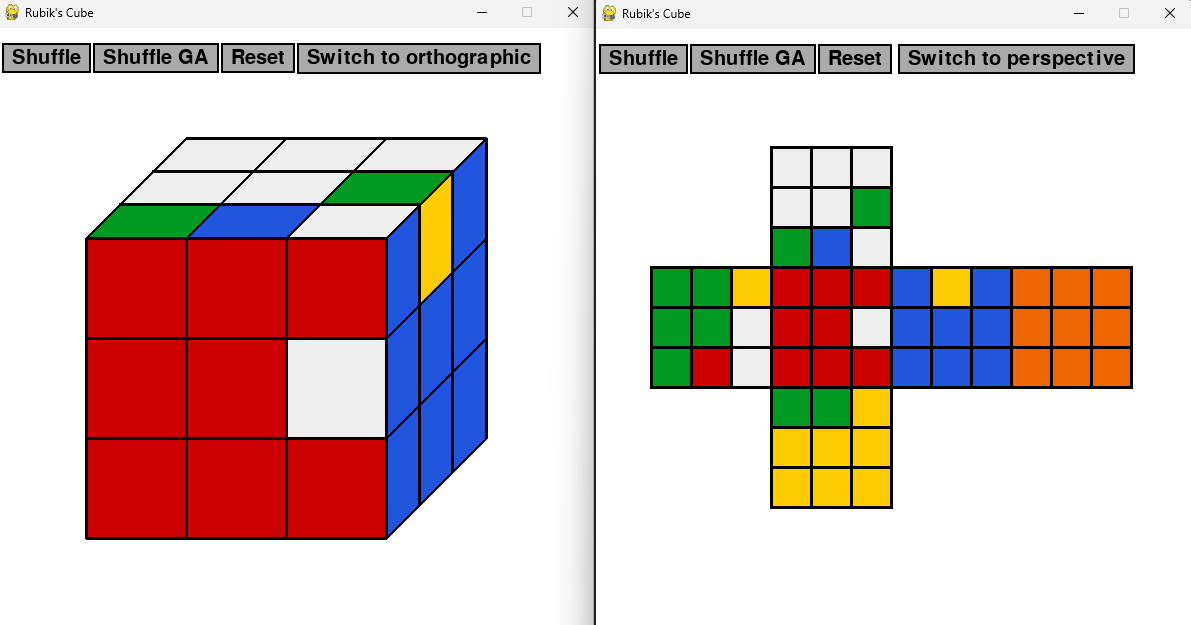 Rubik's Cube
Shuffle Shuffle GA Reset Switch to orthographic
Rubik's Cube
Shuffle Shuffle GA Reset Switch to perspective